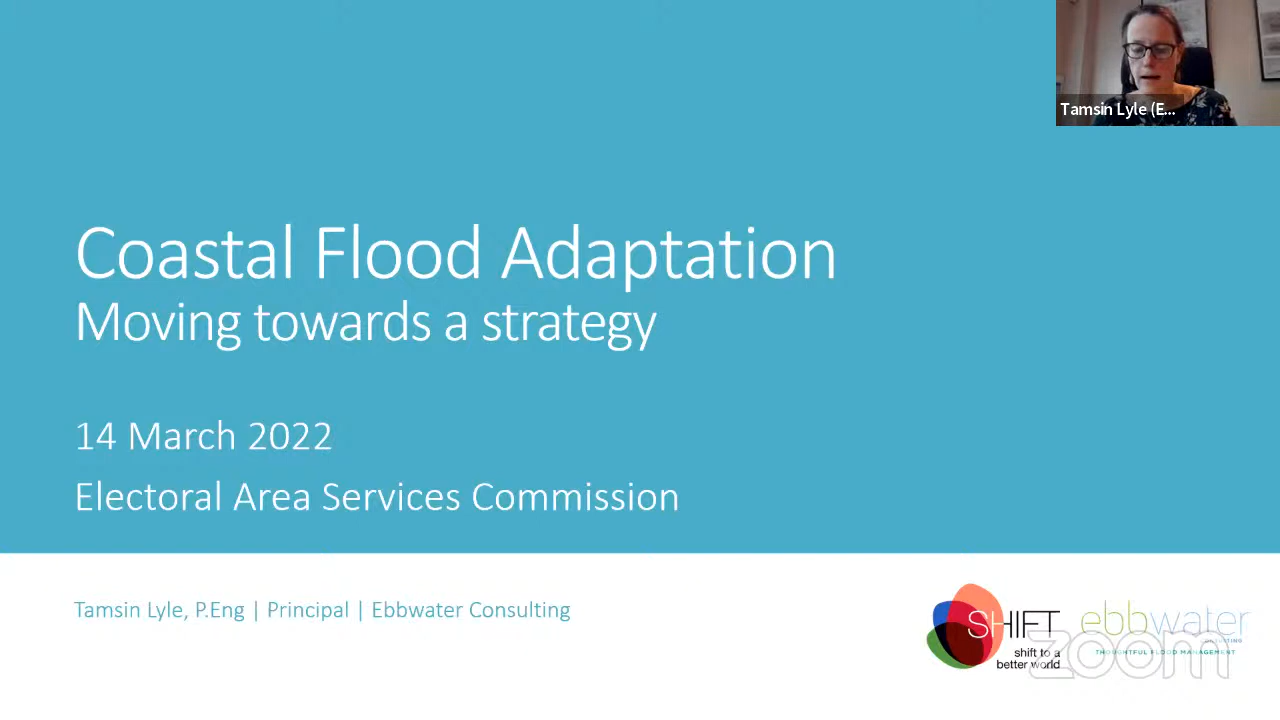 Tamsin Lyle (E...
Coastal Flood Adaptation
Moving towards a strategy
14 March 2022
Electoral Area Services Commission
Tamsin Lyle, P.Eng | Principal | Ebbwater Consulting
SHIFT
shift to a
better world
ebbwater
CONSULTING
THOUGHTFUL FLOOD MANAGEMENT
zoom